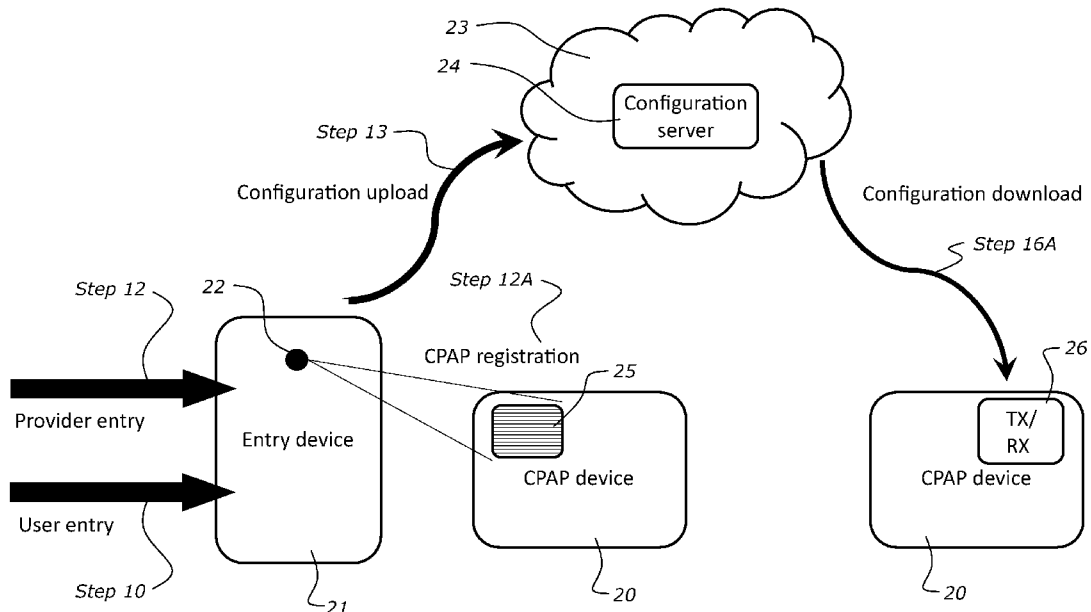 23
24
Configuration
server
Step 13
Configuration upload
Configuration download
Step 16A
Step 12
22
Step 12A
CPAP registration
25
26
Provider entry
Entry device
TX/
RX
CPAP device
CPAP device
User entry
Step 10
21
20
20